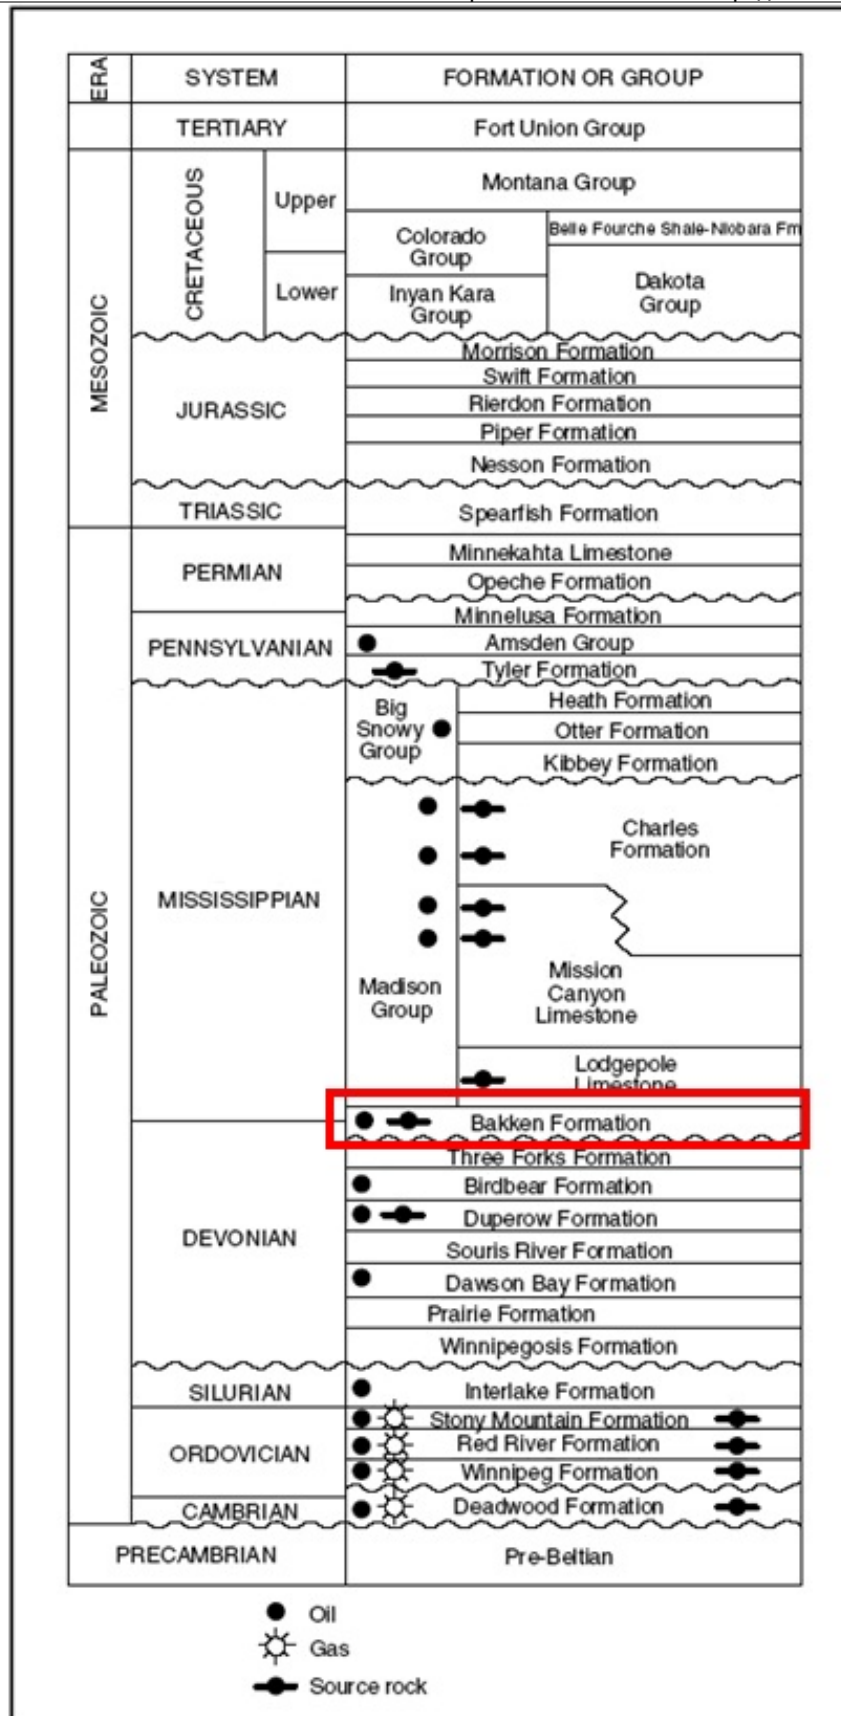 ERA
SYSTEM
FORMATION OR GROUP
TERTIARY
Fort Union Group
MESOZOIC
CRETACEOUS
Upper
Lower
Montana Group
Colorado
Group
Belle Fourche Shale-Niobara Fm
Inyan Kara
Group
Dakota
Group
JURASSIC
Morrison Formation
Swift Formation
Rierdon Formation
Piper Formation
Nesson Formation
TRIASSIC
Spearfish Formation
PALEOZOIC
PERMIAN
Minnekahta Limestone
Opeche Formation
PENNSYLVANIAN
Minnelusa Formation
Amsden Group
Tyler Formation
MISSISSIPPIAN
Big
Snowy
Group
Heath Formation
Otter Formation
Kibbey Formation
Madison
Group
Charles
Formation
Mission
Canyon
Limestone
Lodgepole
Limestone
Bakken Formation
DEVONIAN
Three Forks Formation
Birdbear Formation
Duperow Formation
Souris River Formation
Dawson Bay Formation
Prairie Formation
Winnipegosis Formation
SILURIAN
Interlake Formation
ORDOVICIAN
Stony Mountain Formation
Red River Formation
Winnipeg Formation
CAMBRIAN
Deadwood Formation
PRECAMBRIAN
Pre-Beltian
Oil
Gas
Source rock